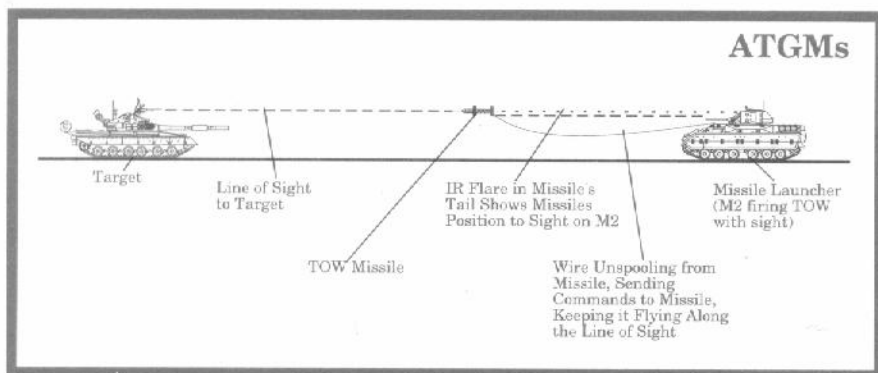 ATGMs
Target
Line of Sight
to Target
IR Flare in Missile's
Tail Shows Missiles
Position to Sight on M2
Missile Launcher
(M2 firing TOW
with sight)
TOW Missile
Wire Unspooling from
Missile, Sending
Commands to Missile,
Keeping it Flying Along
the Line of Sight